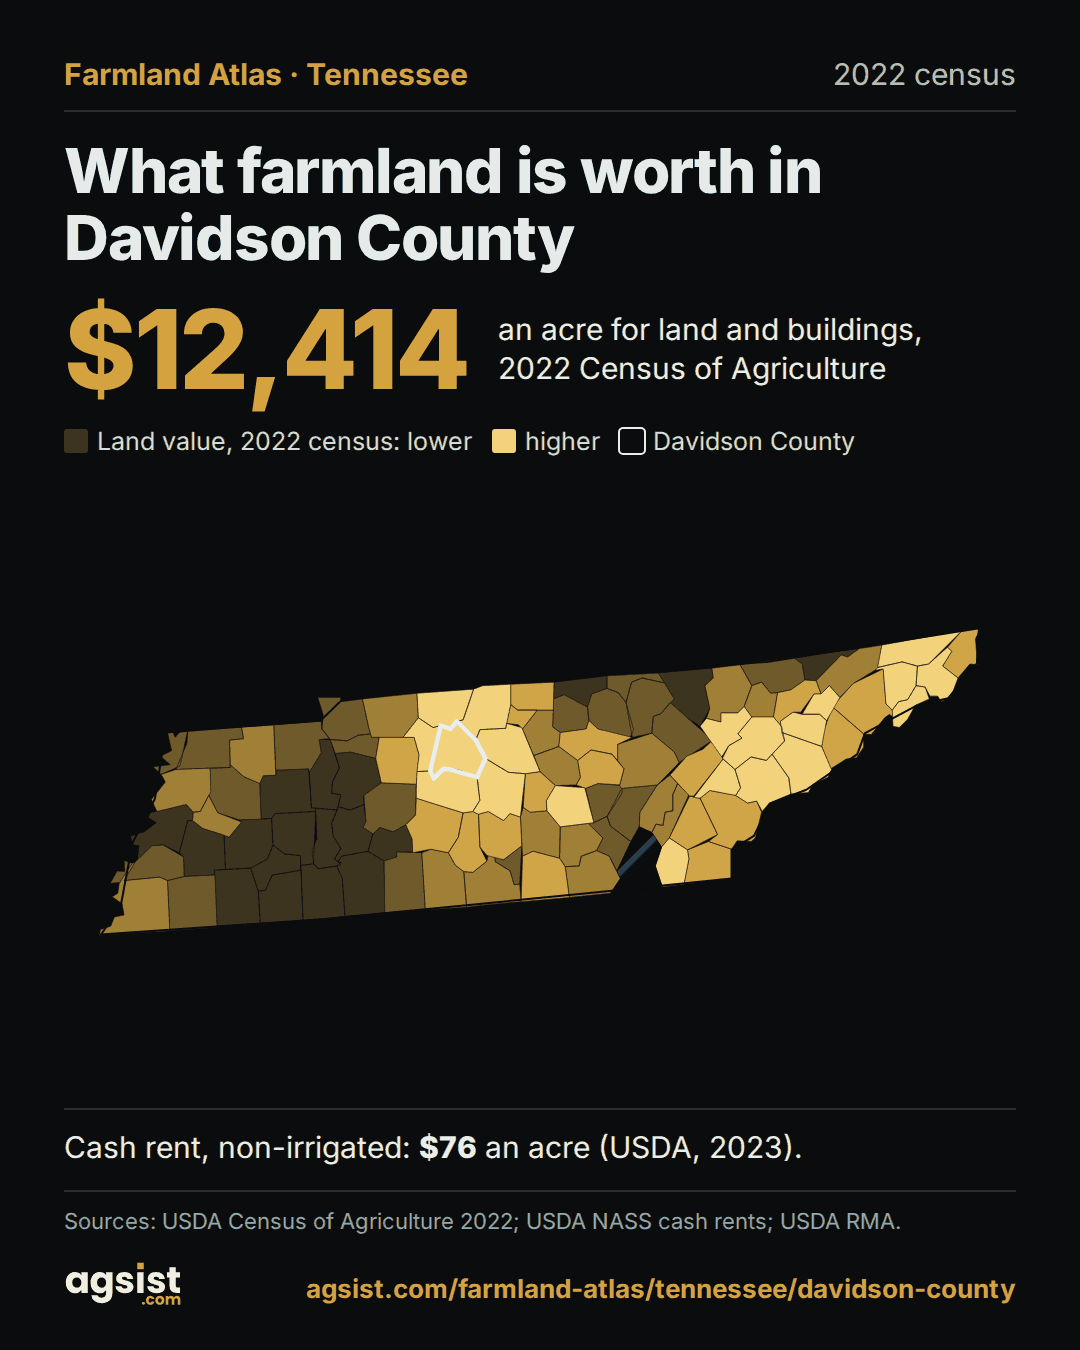 Farmland Atlas · Tennessee
2022 census
What farmland is worth in
Davidson County
$12,414
an acre for land and buildings,
2022 Census of Agriculture
Land value, 2022 census: lower
higher
Davidson County
Cash rent, non-irrigated: $76 an acre (USDA, 2023).
Sources: USDA Census of Agriculture 2022; USDA NASS cash rents; USDA RMA.
agsist
.com
agsist.com/farmland-atlas/tennessee/davidson-county